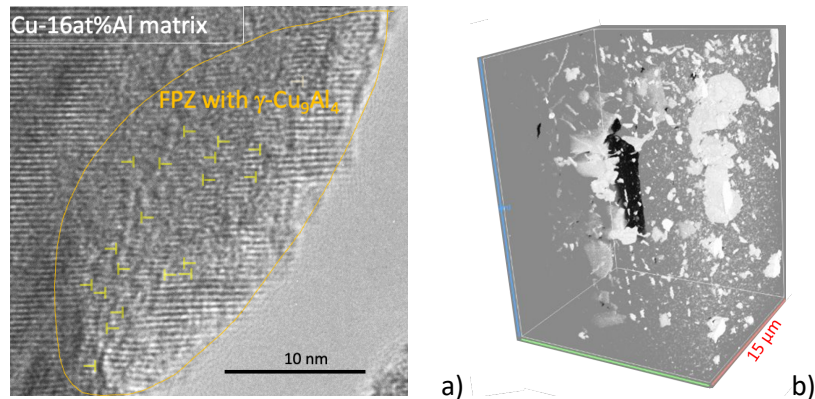 Cu-16at%Al matrix
FPZ with γ-Cu₉Al₄
10 nm
a)
15 μm
b)